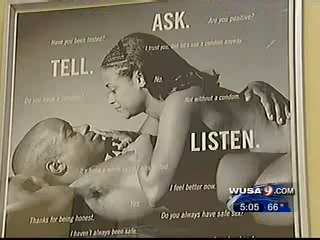 ASK.
Are you positive?
Have you been tested?
I trust you, but let's use a condom anyway.
TELL.
No.
Do you have a condom?
Not without a condom.
LISTEN.
I feel better now.
Yes
Thanks for being honest.
Do you always have safe sex?
I haven't always been safe.
WUSA 9.COM
5:05 66°